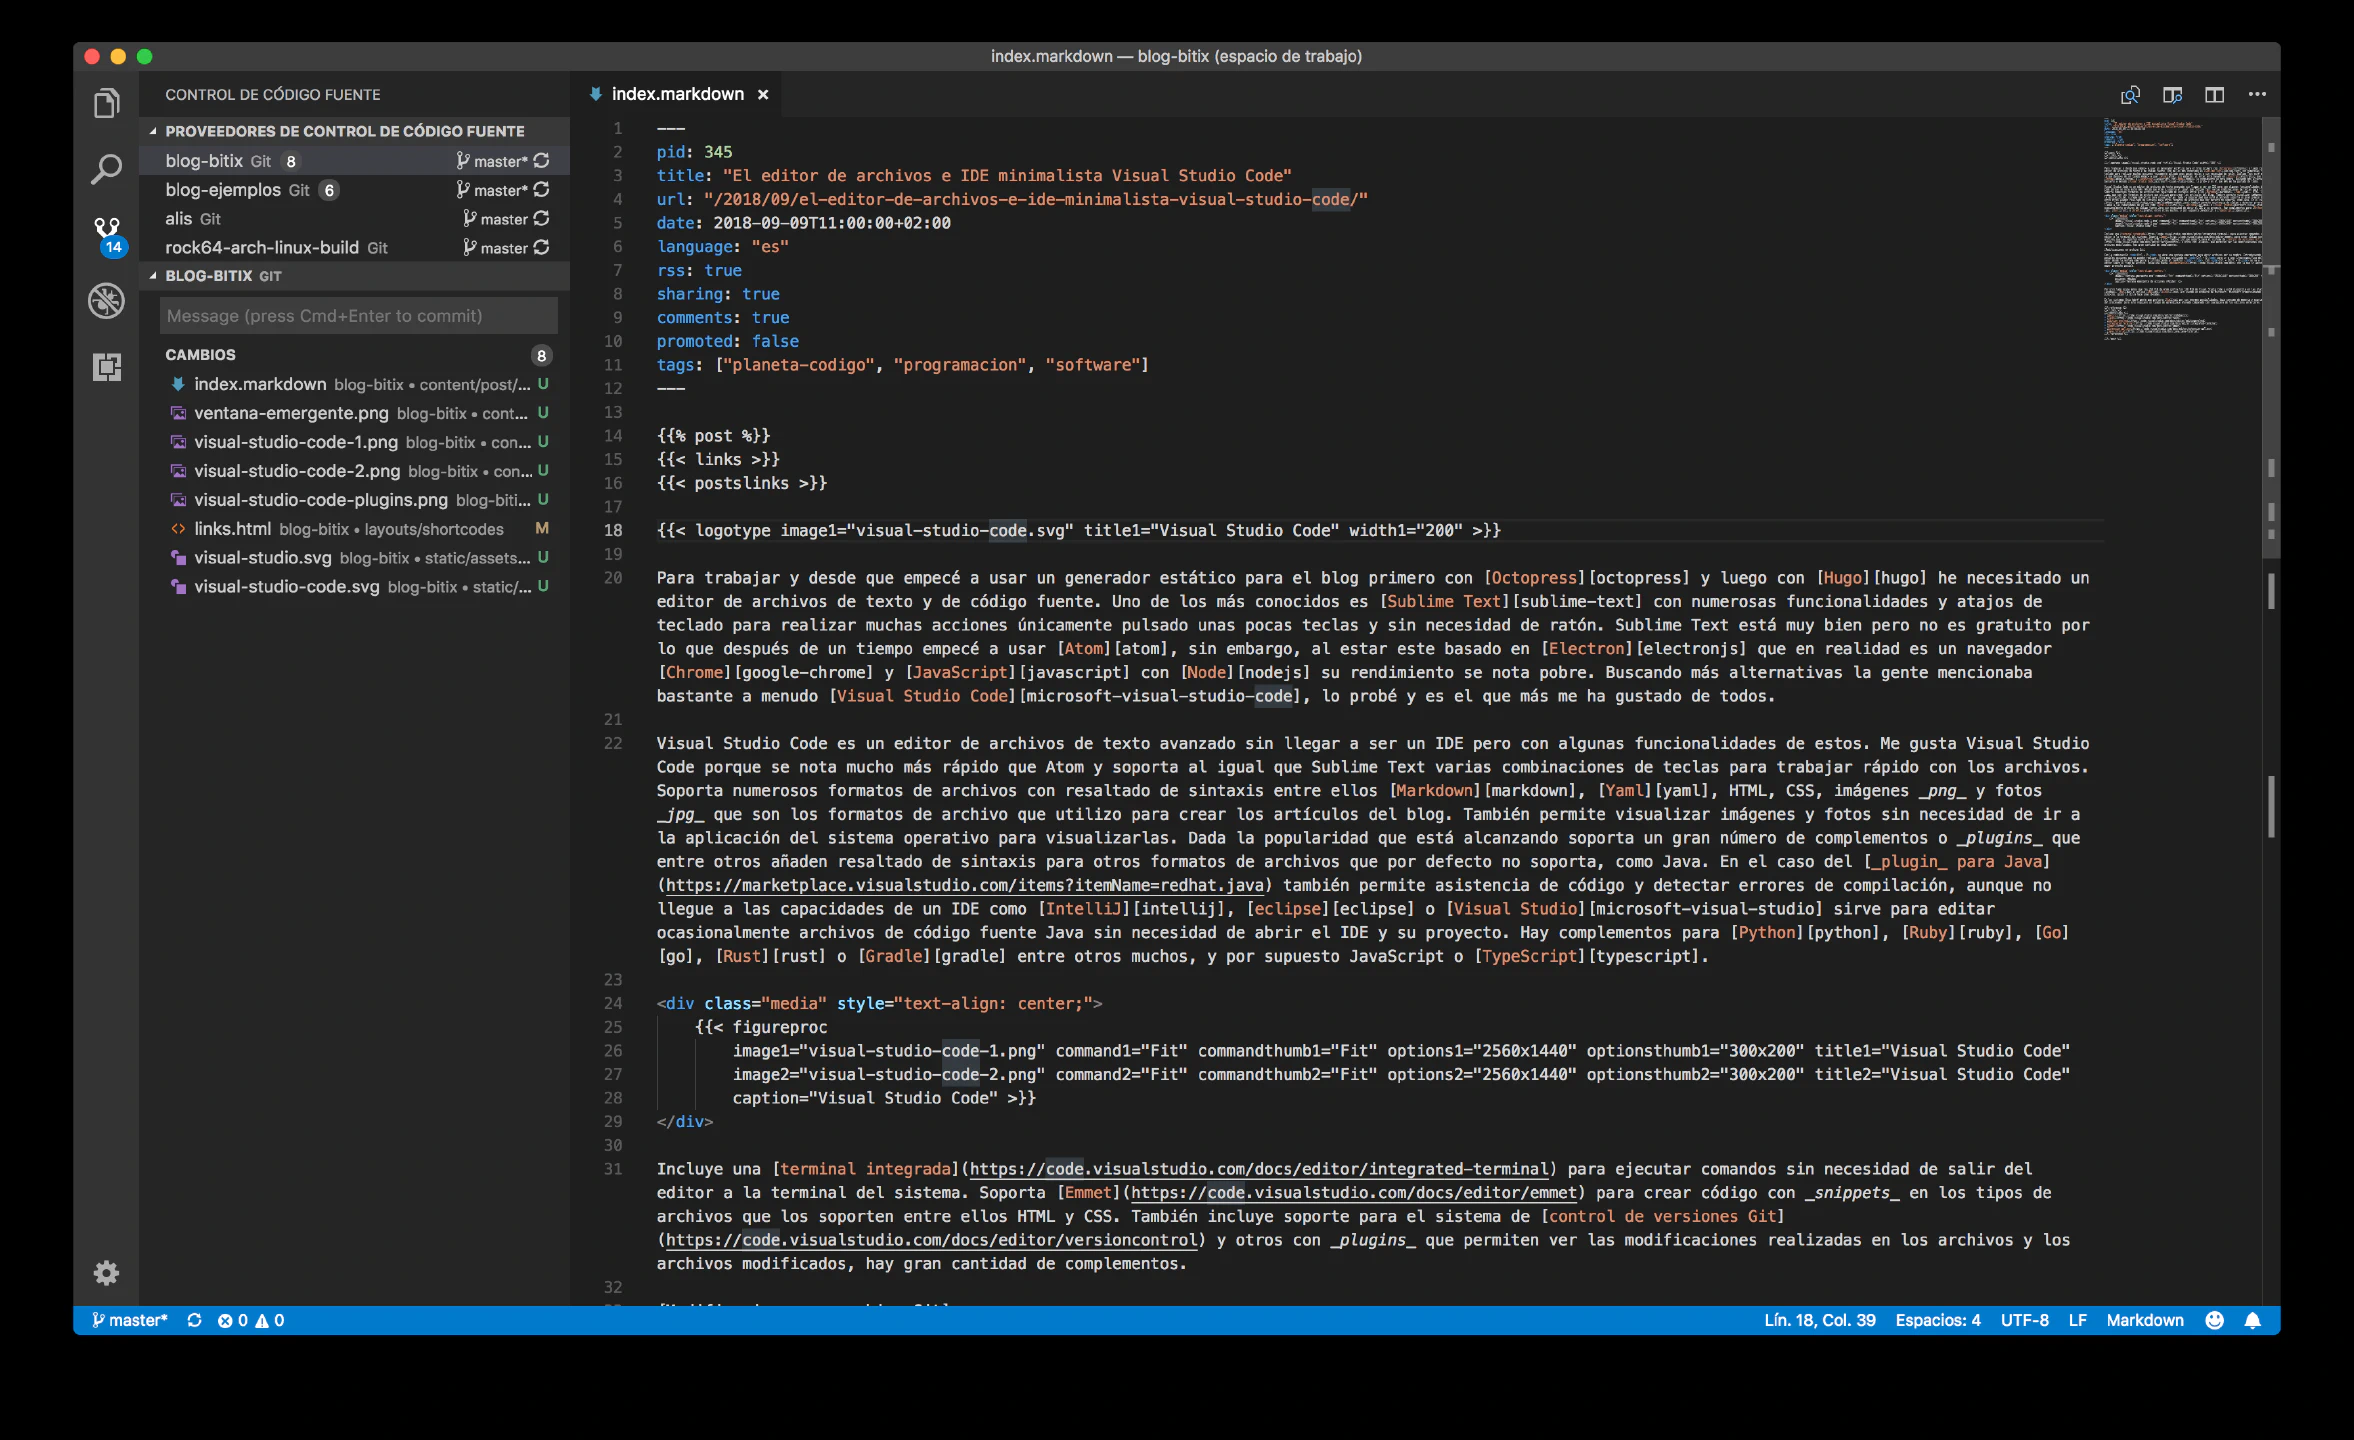 index.markdown — blog-bitix (espacio de trabajo)
CONTROL DE CÓDIGO FUENTE
PROVEEDORES DE CONTROL DE CÓDIGO FUENTE
blog-bitix Git 8 master*
blog-ejemplos Git 6 master*
alis Git master
rock64-arch-linux-build Git master
14
BLOG-BITIX GIT
Message (press Cmd+Enter to commit)
CAMBIOS 8
index.markdown blog-bitix • content/post/... U
ventana-emergente.png blog-bitix • cont... U
visual-studio-code-1.png blog-bitix • con... U
visual-studio-code-2.png blog-bitix • con... U
visual-studio-code-plugins.png blog-biti... U
links.html blog-bitix • layouts/shortcodes M
visual-studio.svg blog-bitix • static/assets... U
visual-studio-code.svg blog-bitix • static/... U
index.markdown ×
1 ---
2 pid: 345
3 title: "El editor de archivos e IDE minimalista Visual Studio Code"
4 url: "/2018/09/el-editor-de-archivos-e-ide-minimalista-visual-studio-code/"
5 date: 2018-09-09T11:00:00+02:00
6 language: "es"
7 rss: true
8 sharing: true
9 comments: true
10 promoted: false
11 tags: ["planeta-codigo", "programacion", "software"]
12 ---
13
14 {{% post %}}
15 {{< links >}}
16 {{< postslinks >}}
17
18 {{< logotype image1="visual-studio-code.svg" title1="Visual Studio Code" width1="200" >}}
19
20 Para trabajar y desde que empecé a usar un generador estático para el blog primero con [Octopress][octopress] y luego con [Hugo][hugo] he necesitado un
editor de archivos de texto y de código fuente. Uno de los más conocidos es [Sublime Text][sublime-text] con numerosas funcionalidades y atajos de
teclado para realizar muchas acciones únicamente pulsado unas pocas teclas y sin necesidad de ratón. Sublime Text está muy bien pero no es gratuito por
lo que después de un tiempo empecé a usar [Atom][atom], sin embargo, al estar este basado en [Electron][electronjs] que en realidad es un navegador
[Chrome][google-chrome] y [JavaScript][javascript] con [Node][nodejs] su rendimiento se nota pobre. Buscando más alternativas la gente mencionaba
bastante a menudo [Visual Studio Code][microsoft-visual-studio-code], lo probé y es el que más me ha gustado de todos.
21
22 Visual Studio Code es un editor de archivos de texto avanzado sin llegar a ser un IDE pero con algunas funcionalidades de estos. Me gusta Visual Studio
Code porque se nota mucho más rápido que Atom y soporta al igual que Sublime Text varias combinaciones de teclas para trabajar rápido con los archivos.
Soporta numerosos formatos de archivos con resaltado de sintaxis entre ellos [Markdown][markdown], [Yaml][yaml], HTML, CSS, imágenes _png_ y fotos
_jpg_ que son los formatos de archivo que utilizo para crear los artículos del blog. También permite visualizar imágenes y fotos sin necesidad de ir a
la aplicación del sistema operativo para visualizarlas. Dada la popularidad que está alcanzando soporta un gran número de complementos o _plugins_ que
entre otros añaden resaltado de sintaxis para otros formatos de archivos que por defecto no soporta, como Java. En el caso del [_plugin_ para Java]
(https://marketplace.visualstudio.com/items?itemName=redhat.java) también permite asistencia de código y detectar errores de compilación, aunque no
llegue a las capacidades de un IDE como [IntelliJ][intellij], [eclipse][eclipse] o [Visual Studio][microsoft-visual-studio] sirve para editar
ocasionalmente archivos de código fuente Java sin necesidad de abrir el IDE y su proyecto. Hay complementos para [Python][python], [Ruby][ruby], [Go]
[go], [Rust][rust] o [Gradle][gradle] entre otros muchos, y por supuesto JavaScript o [TypeScript][typescript].
23
24 <div class="media" style="text-align: center;">
25 {{< figureproc
26 image1="visual-studio-code-1.png" command1="Fit" commandthumb1="Fit" options1="2560x1440" optionsthumb1="300x200" title1="Visual Studio Code"
27 image2="visual-studio-code-2.png" command2="Fit" commandthumb2="Fit" options2="2560x1440" optionsthumb2="300x200" title2="Visual Studio Code"
28 caption="Visual Studio Code" >}}
29 </div>
30
31 Incluye una [terminal integrada](https://code.visualstudio.com/docs/editor/integrated-terminal) para ejecutar comandos sin necesidad de salir del
editor a la terminal del sistema. Soporta [Emmet](https://code.visualstudio.com/docs/editor/emmet) para crear código con _snippets_ en los tipos de
archivos que los soporten entre ellos HTML y CSS. También incluye soporte para el sistema de [control de versiones Git]
(https://code.visualstudio.com/docs/editor/versioncontrol) y otros con _plugins_ que permiten ver las modificaciones realizadas en los archivos y los
archivos modificados, hay gran cantidad de complementos.
32
master* 0 0
Lín. 18, Col. 39 Espacios: 4 UTF-8 LF Markdown